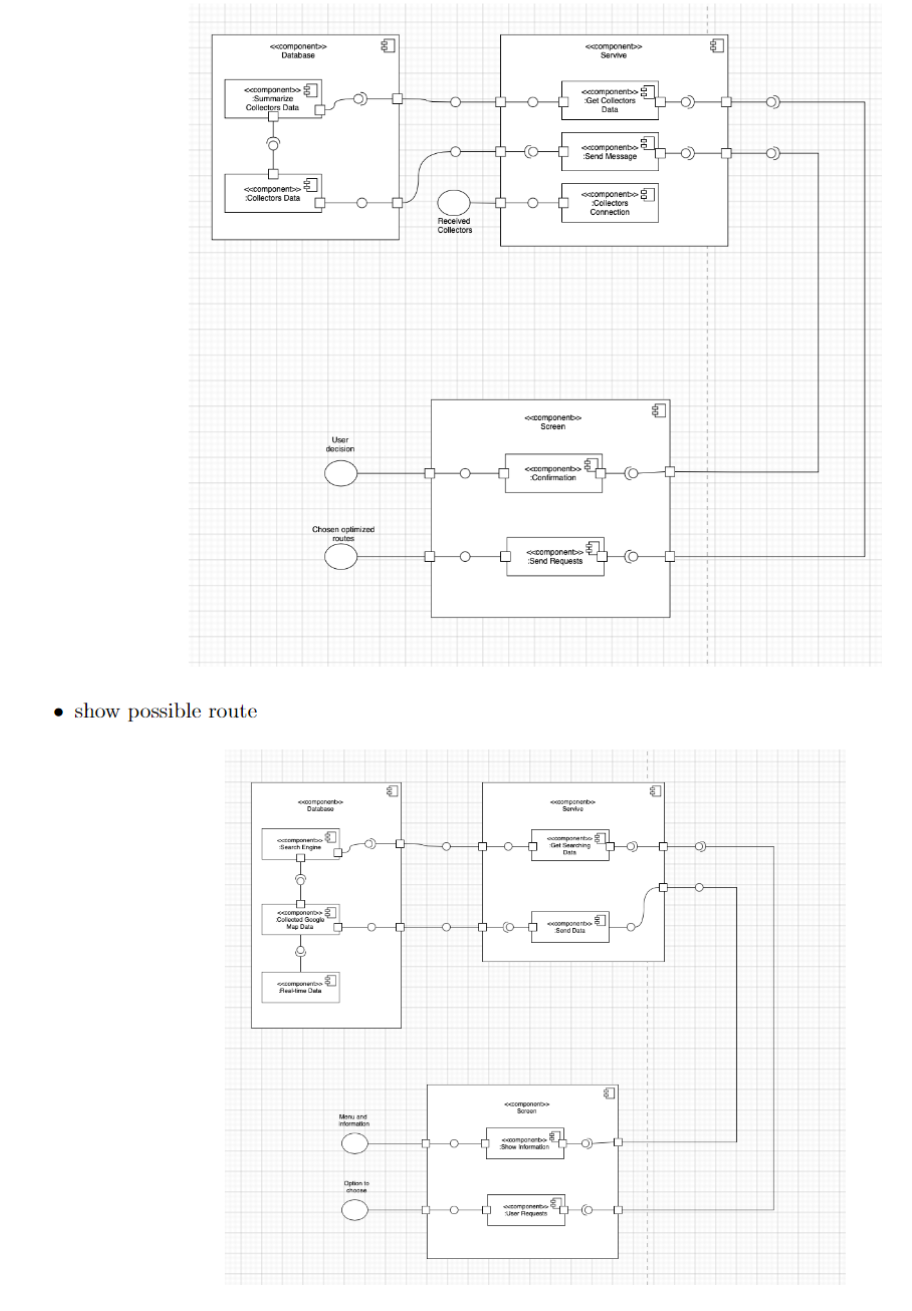 <<component>>
Database
<<component>>
:Summarize
Collectors Data
<<component>>
:Collectors Data
<<component>>
Servive
<<component>>
:Get Collectors
Data
<<component>>
:Send Message
<<component>>
:Collectors
Connection
Received
Collectors
<<component>>
Screen
User
decision
<<component>>
:Confirmation
Chosen optimized
routes
<<component>>
:Send Requests
• show possible route
<<component>>
Database
<<component>>
:Search Engine
<<component>>
:Collected Google
Map Data
<<component>>
:Real-time Data
<<component>>
Servive
<<component>>
:Get Searching
Data
<<component>>
:Send Data
<<component>>
Screen
Menu and
information
<<component>>
:Show Information
Option to
choose
<<component>>
:User Requests